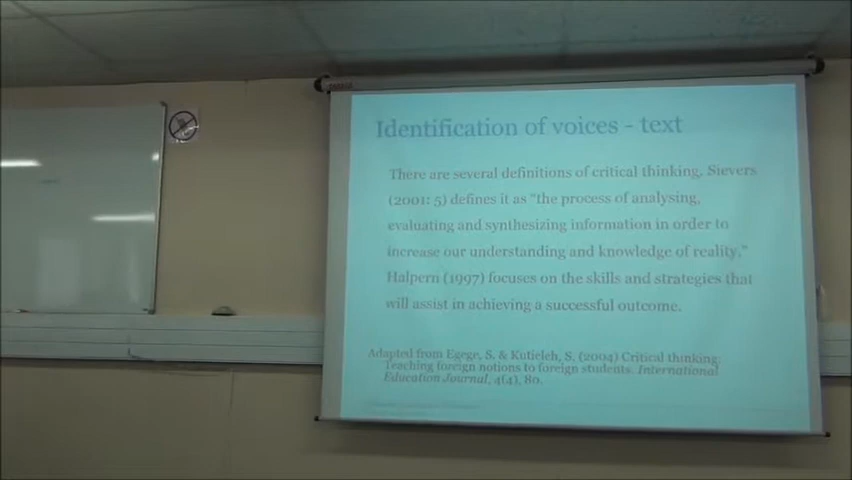 Identification of voices - text
There are several definitions of critical thinking. Sievers
(2001: 5) defines it as "the process of analysing,
evaluating and synthesizing information in order to
increase our understanding and knowledge of reality."
Halpern (1997) focuses on the skills and strategies that
will assist in achieving a successful outcome.
Adapted from Egege, S. & Kutieleh, S. (2004) Critical thinking:
Teaching foreign notions to foreign students. International
Education Journal, 4(4), 80.